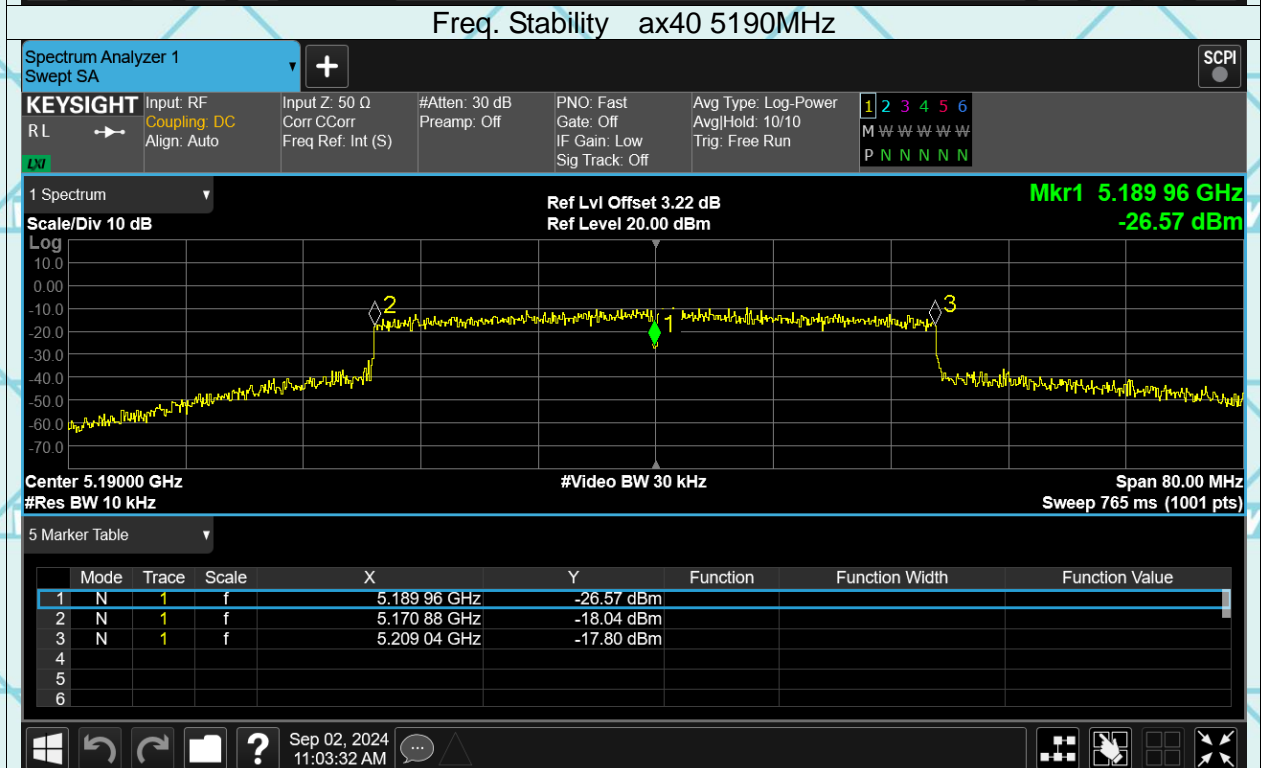 Freq. Stability ax40 5190MHz
Spectrum Analyzer 1
Swept SA
SCPI
KEYSIGHT
R L
LXI
Input: RF
Coupling: DC
Align: Auto
Input Z: 50 Ω
Corr CCorr
Freq Ref: Int (S)
#Atten: 30 dB
Preamp: Off
PNO: Fast
Gate: Off
IF Gain: Low
Sig Track: Off
Avg Type: Log-Power
Avg|Hold: 10/10
Trig: Free Run
1 2 3 4 5 6
M W W W W W
P N N N N N
1 Spectrum
Scale/Div 10 dB
Ref Lvl Offset 3.22 dB
Ref Level 20.00 dBm
Mkr1 5.189 96 GHz
-26.57 dBm
Log
10.0
0.00
-10.0
-20.0
-30.0
-40.0
-50.0
-60.0
-70.0
2
1
3
Center 5.19000 GHz
#Res BW 10 kHz
#Video BW 30 kHz
Span 80.00 MHz
Sweep 765 ms (1001 pts)
5 Marker Table
Mode Trace Scale X Y Function Function Width Function Value
1 N 1 f 5.189 96 GHz -26.57 dBm
2 N 1 f 5.170 88 GHz -18.04 dBm
3 N 1 f 5.209 04 GHz -17.80 dBm
4
5
6
?
Sep 02, 2024
11:03:32 AM